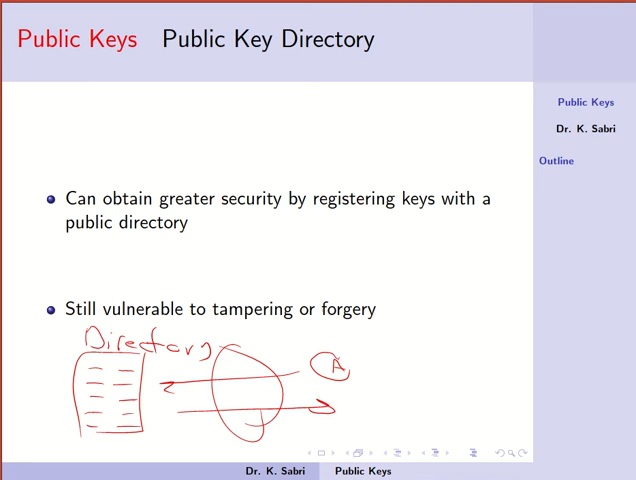 Public Keys Public Key Directory
Public Keys
Dr. K. Sabri
Outline
Can obtain greater security by registering keys with a
public directory
Still vulnerable to tampering or forgery
Directory
A
Dr. K. Sabri Public Keys